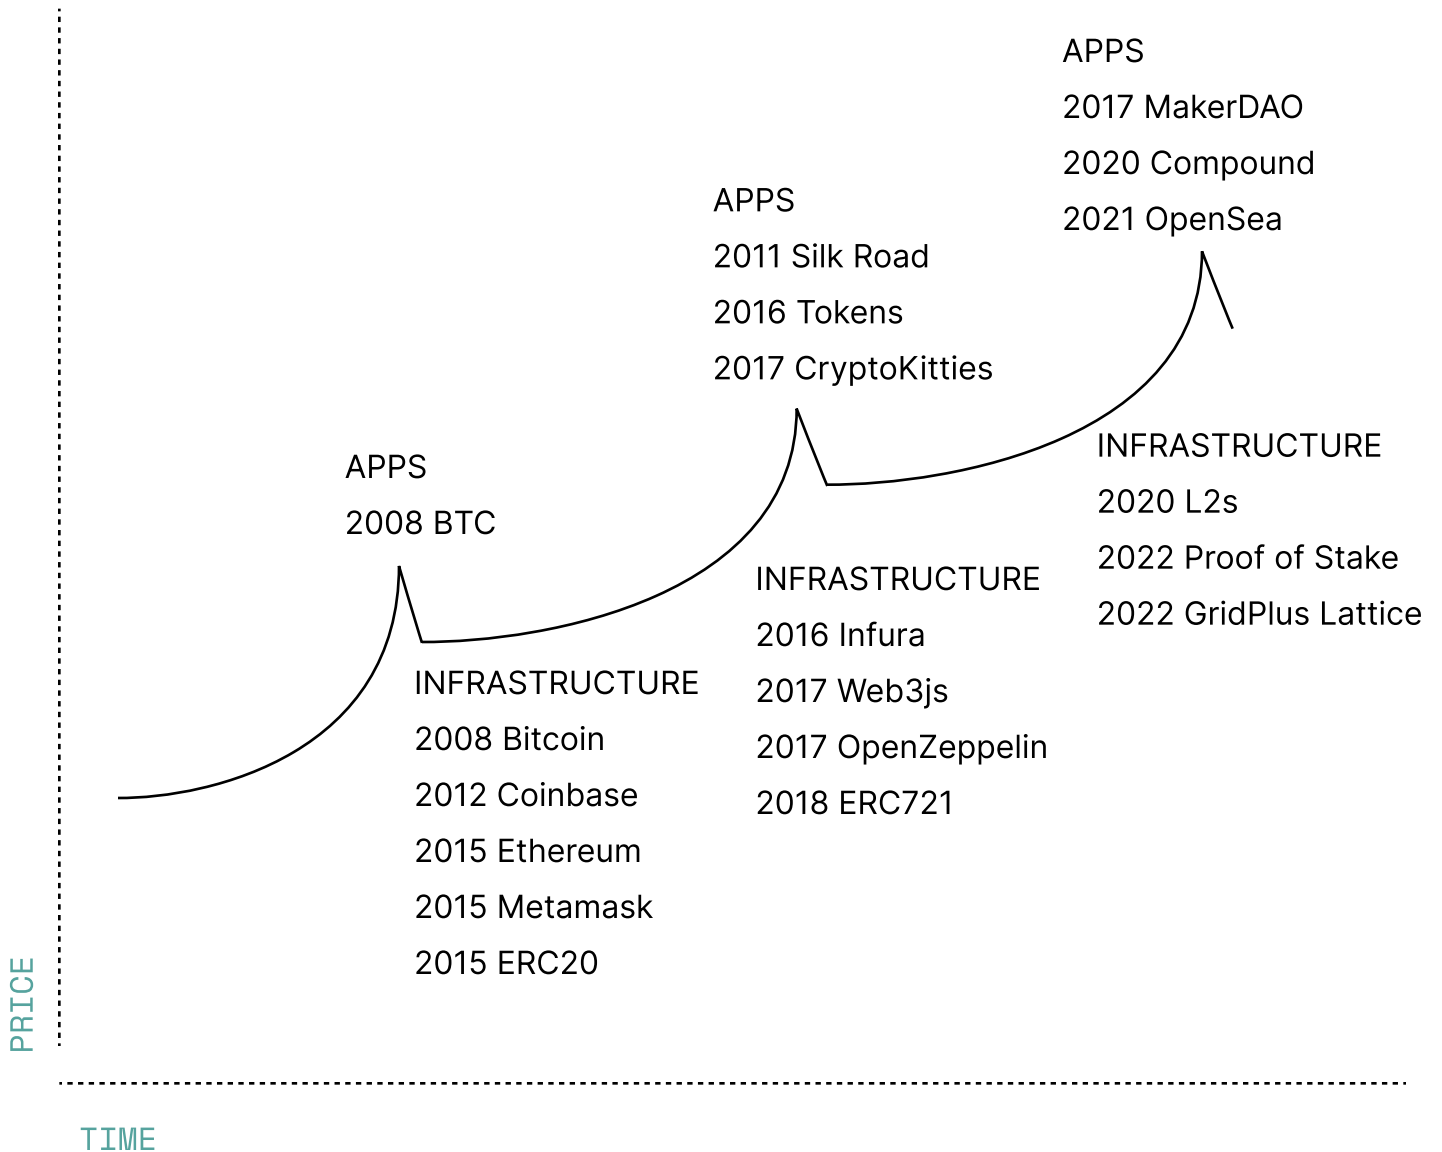 APPS
2017 MakerDAO
2020 Compound
2021 OpenSea
APPS
2011 Silk Road
2016 Tokens
2017 CryptoKitties
APPS
2008 BTC
INFRASTRUCTURE
2020 L2s
2022 Proof of Stake
2022 GridPlus Lattice
INFRASTRUCTURE
2016 Infura
2017 Web3js
2017 OpenZeppelin
2018 ERC721
INFRASTRUCTURE
2008 Bitcoin
2012 Coinbase
2015 Ethereum
2015 Metamask
2015 ERC20
PRICE
TIME